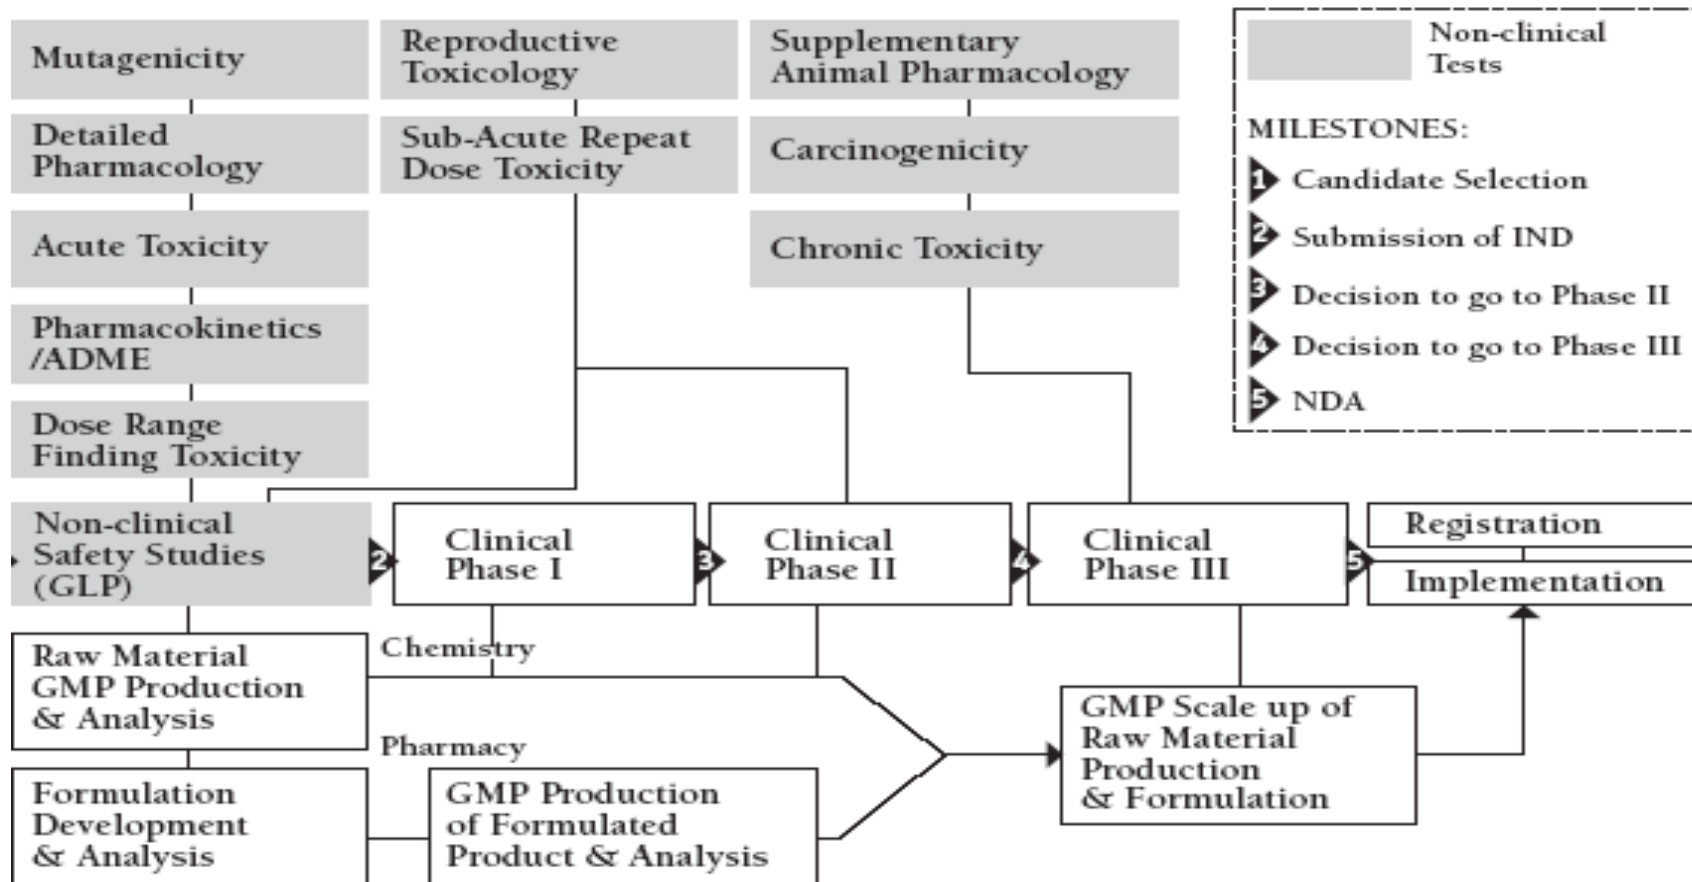 Mutagenicity
Detailed
Pharmacology
Acute Toxicity
Pharmacokinetics
/ADME
Dose Range
Finding Toxicity
Non-clinical
Safety Studies
(GLP)
Reproductive
Toxicology
Sub-Acute Repeat
Dose Toxicity
Supplementary
Animal Pharmacology
Carcinogenicity
Chronic Toxicity
Non-clinical
Tests
MILESTONES:
1 Candidate Selection
2 Submission of IND
3 Decision to go to Phase II
4 Decision to go to Phase III
5 NDA
2
Clinical
Phase I
3
Clinical
Phase II
4
Clinical
Phase III
5
Registration
Implementation
Raw Material
GMP Production
& Analysis
Chemistry
Pharmacy
Formulation
Development
& Analysis
GMP Production
of Formulated
Product & Analysis
GMP Scale up of
Raw Material
Production
& Formulation